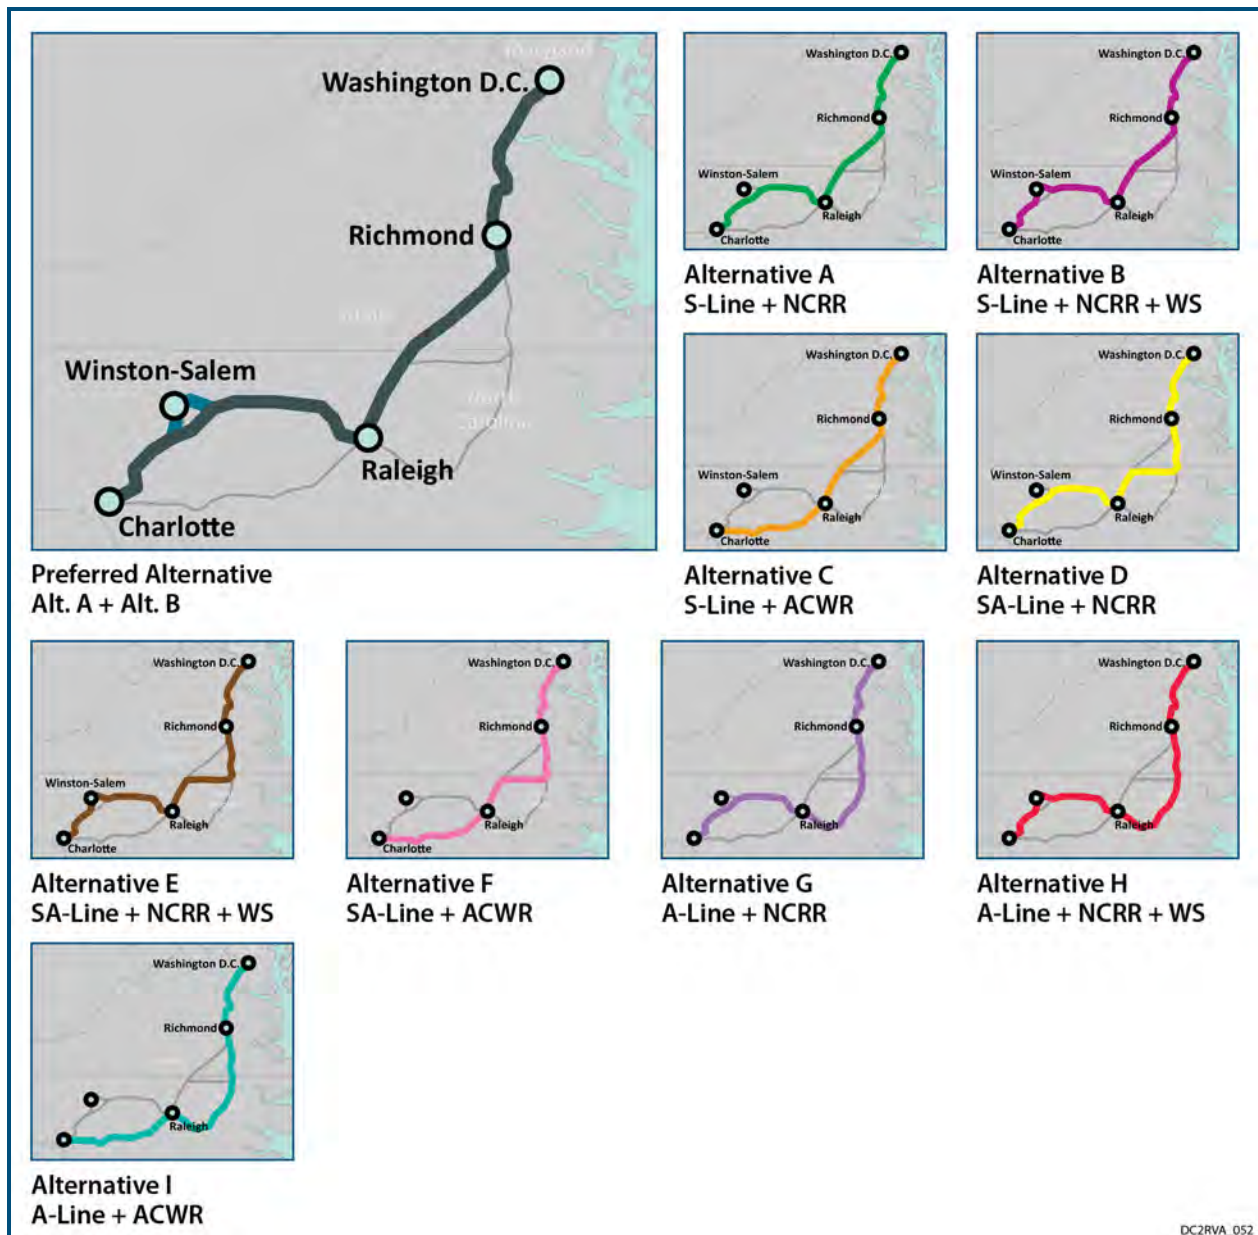 Washington D.C.
Richmond
Winston-Salem
Raleigh
Charlotte
Preferred Alternative
Alt. A + Alt. B
Washington D.C.
Richmond
Winston-Salem
Raleigh
Charlotte
Alternative A
S-Line + NCRR
Washington D.C.
Richmond
Winston-Salem
Raleigh
Charlotte
Alternative B
S-Line + NCRR + WS
Washington D.C.
Richmond
Winston-Salem
Raleigh
Charlotte
Alternative C
S-Line + ACWR
Washington D.C.
Richmond
Winston-Salem
Raleigh
Charlotte
Alternative D
SA-Line + NCRR
Washington D.C.
Richmond
Winston-Salem
Raleigh
Charlotte
Alternative E
SA-Line + NCRR + WS
Washington D.C.
Richmond
Raleigh
Charlotte
Alternative F
SA-Line + ACWR
Washington D.C.
Richmond
Raleigh
Alternative G
A-Line + NCRR
Washington D.C.
Richmond
Raleigh
Alternative H
A-Line + NCRR + WS
Washington D.C.
Richmond
Raleigh
Alternative I
A-Line + ACWR
DC2RVA_052